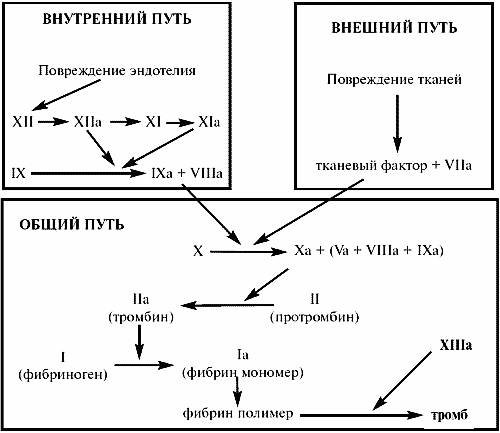 ВНУТРЕННИЙ ПУТЬ
Повреждение эндотелия
XII XIIa XI XIa
IX IXa + VIIIa
ВНЕШНИЙ ПУТЬ
Повреждение тканей
тканевый фактор + VIIa
ОБЩИЙ ПУТЬ
X Xa + (Va + VIIIa + IXa)
IIa II
(тромбин) (протромбин)
I Ia XIIIa
(фибриноген) (фибрин мономер)
фибрин полимер тромб